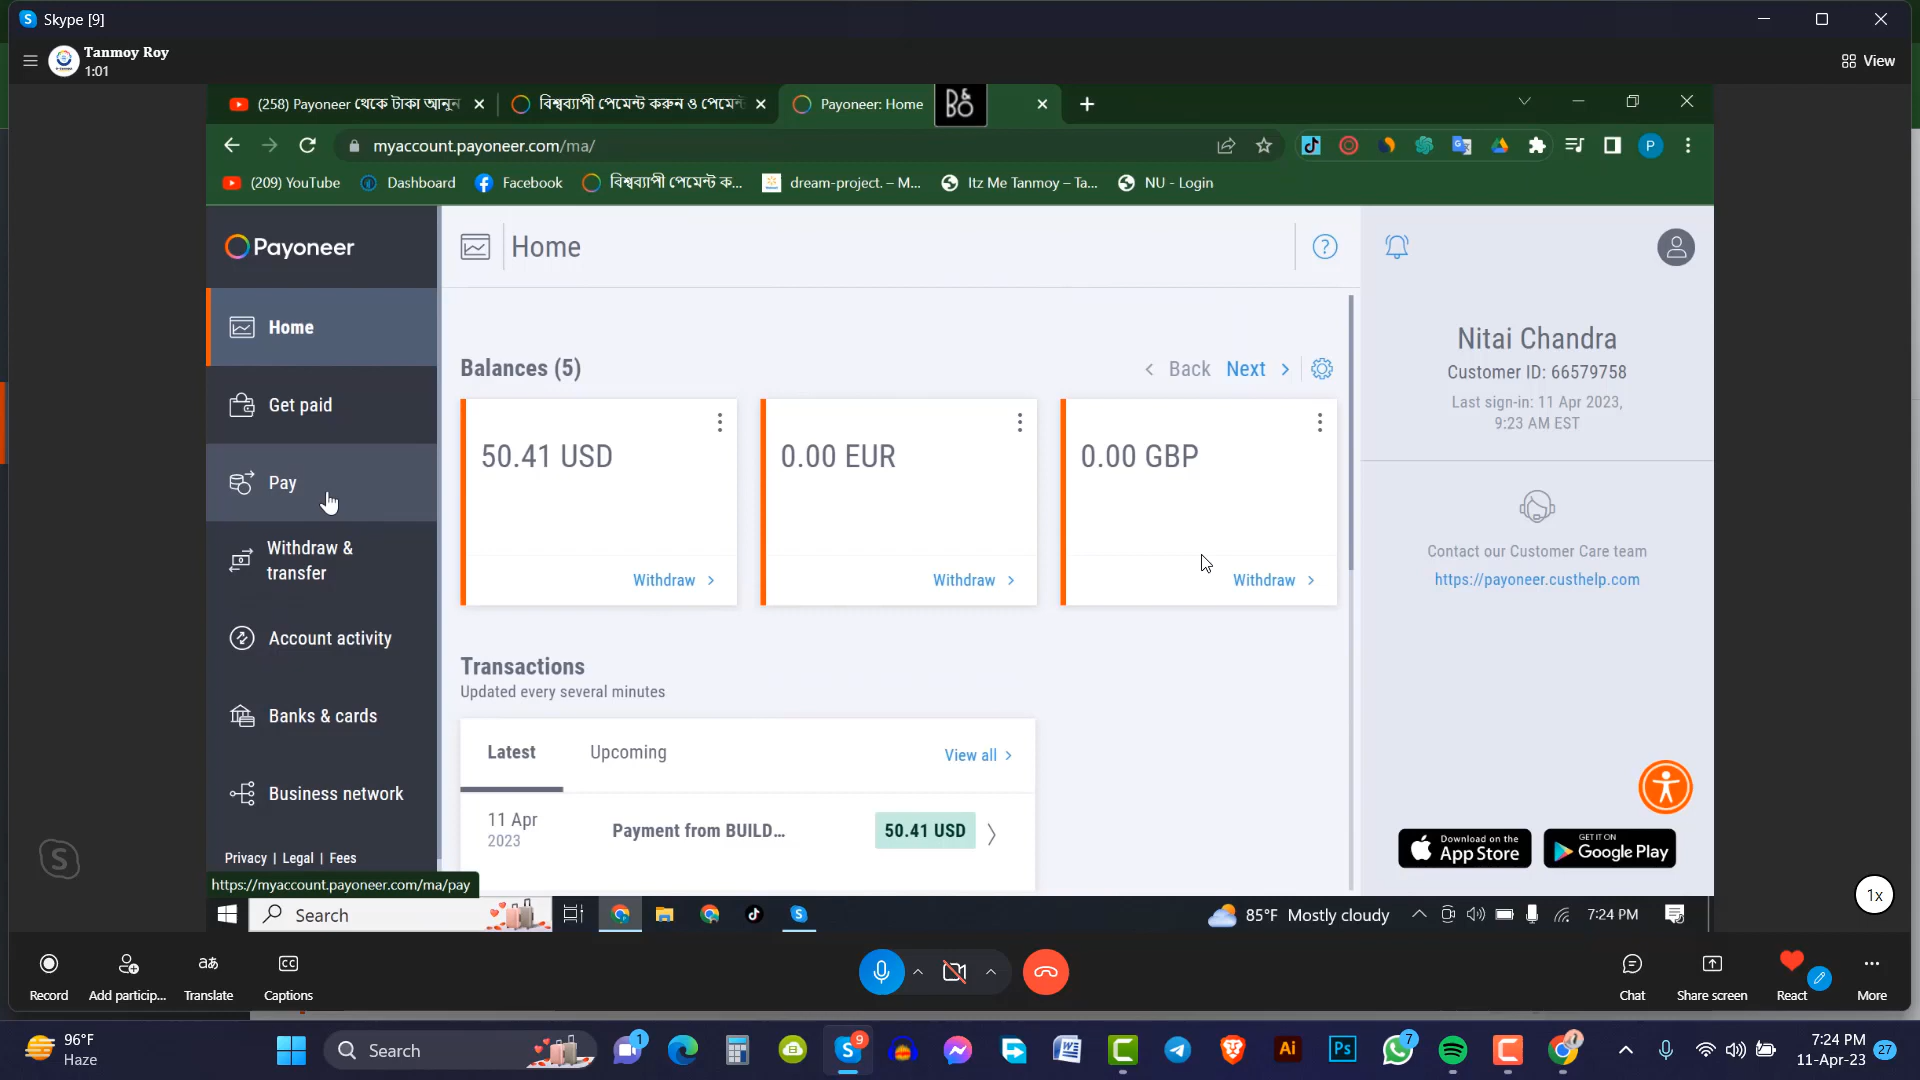 Skype [9]
Tanmoy Roy
1:01
View
(258) Payoneer থেকে টাকা আনুন
বিশ্বব্যাপী পেমেন্ট করুন ও পেমেন্ট
Payoneer: Home
B&O
myaccount.payoneer.com/ma/
(209) YouTube
Dashboard
Facebook
বিশ্বব্যাপী পেমেন্ট ক...
dream-project. – M...
Itz Me Tanmoy – Ta...
NU - Login
Payoneer
Home
Get paid
Pay
Withdraw &
transfer
Account activity
Banks & cards
Business network
Privacy | Legal | Fees
https://myaccount.payoneer.com/ma/pay
Home
Balances (5)
Back
Next
50.41 USD
0.00 EUR
0.00 GBP
Withdraw
Withdraw
Withdraw
Transactions
Updated every several minutes
Latest
Upcoming
View all
11 Apr
2023
Payment from BUILD...
50.41 USD
Nitai Chandra
Customer ID: 66579758
Last sign-in: 11 Apr 2023,
9:23 AM EST
Contact our Customer Care team
https://payoneer.custhelp.com
Download on the
App Store
GET IT ON
Google Play
1x
Search
85°F Mostly cloudy
7:24 PM
Record
Add particip...
Translate
Captions
Chat
Share screen
React
More
96°F
Haze
Search
1
9
Ai
Ps
7
7:24 PM
11-Apr-23
27